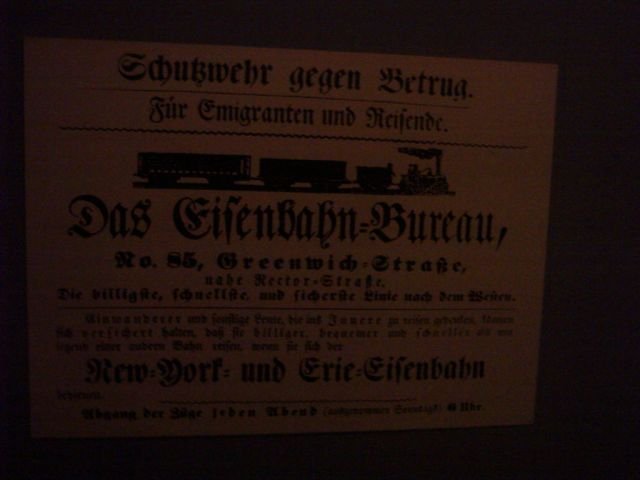 Schutzwehr gegen Betrug.
Für Emigranten und Reisende.
Das Eisenbahn-Bureau,
No. 85, Greenwich-Straße,
nahe Rector-Straße.
Die billigste, schnellste, und sicherste Linie nach dem Westen.
Einwanderer und sonstige Leute, die ins Innere zu reisen gedenken, können
sich versichert halten, daß sie billiger, bequemer und schneller als mit
irgend einer andern Bahn reisen, wenn sie sich der
New-York- und Erie-Eisenbahn
bedienen.
Abgang der Züge jeden Abend (ausgenommen Sonntags) 6 Uhr.